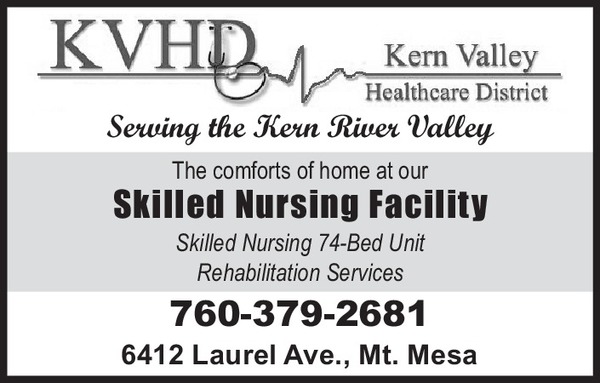 KVHD
Kern Valley
Healthcare District
Serving the Kern River Valley
The comforts of home at our
Skilled Nursing Facility
Skilled Nursing 74-Bed Unit
Rehabilitation Services
760-379-2681
6412 Laurel Ave., Mt. Mesa